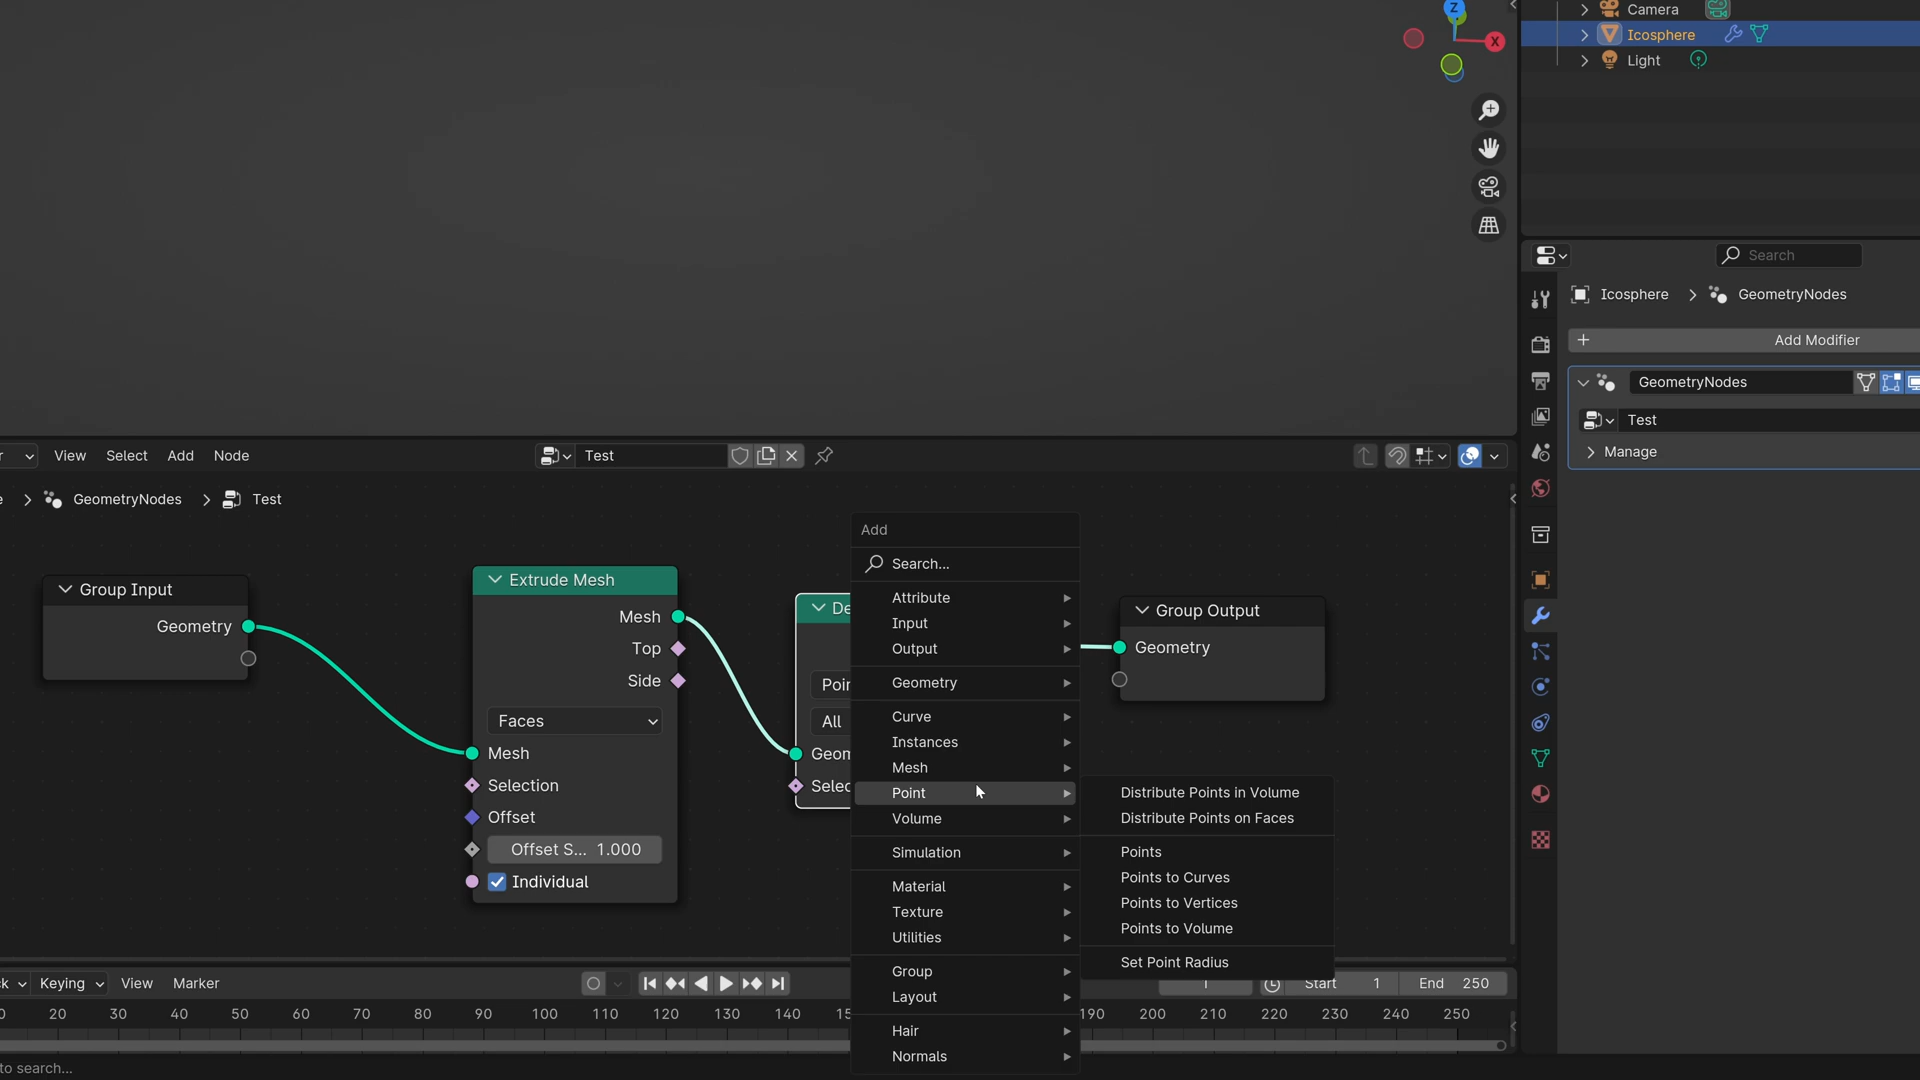 Z
X
Camera
Icosphere
Light
Search
Icosphere
GeometryNodes
Add Modifier
GeometryNodes
Test
Manage
View
Select
Add
Node
Test
GeometryNodes
Test
Group Input
Geometry
Extrude Mesh
Mesh
Top
Side
Faces
Mesh
Selection
Offset
Offset S... 1.000
Individual
De
Poin
All
Geom
Selec
Group Output
Geometry
Add
Search...
Attribute
Input
Output
Geometry
Curve
Instances
Mesh
Point
Volume
Simulation
Material
Texture
Utilities
Group
Layout
Hair
Normals
Distribute Points in Volume
Distribute Points on Faces
Points
Points to Curves
Points to Vertices
Points to Volume
Set Point Radius
Keying
View
Marker
1
Start 1
End 250
20 30 40 50 60 70 80 90 100 110 120 130 140 15 190 200 210 220 230 240 250
to search...